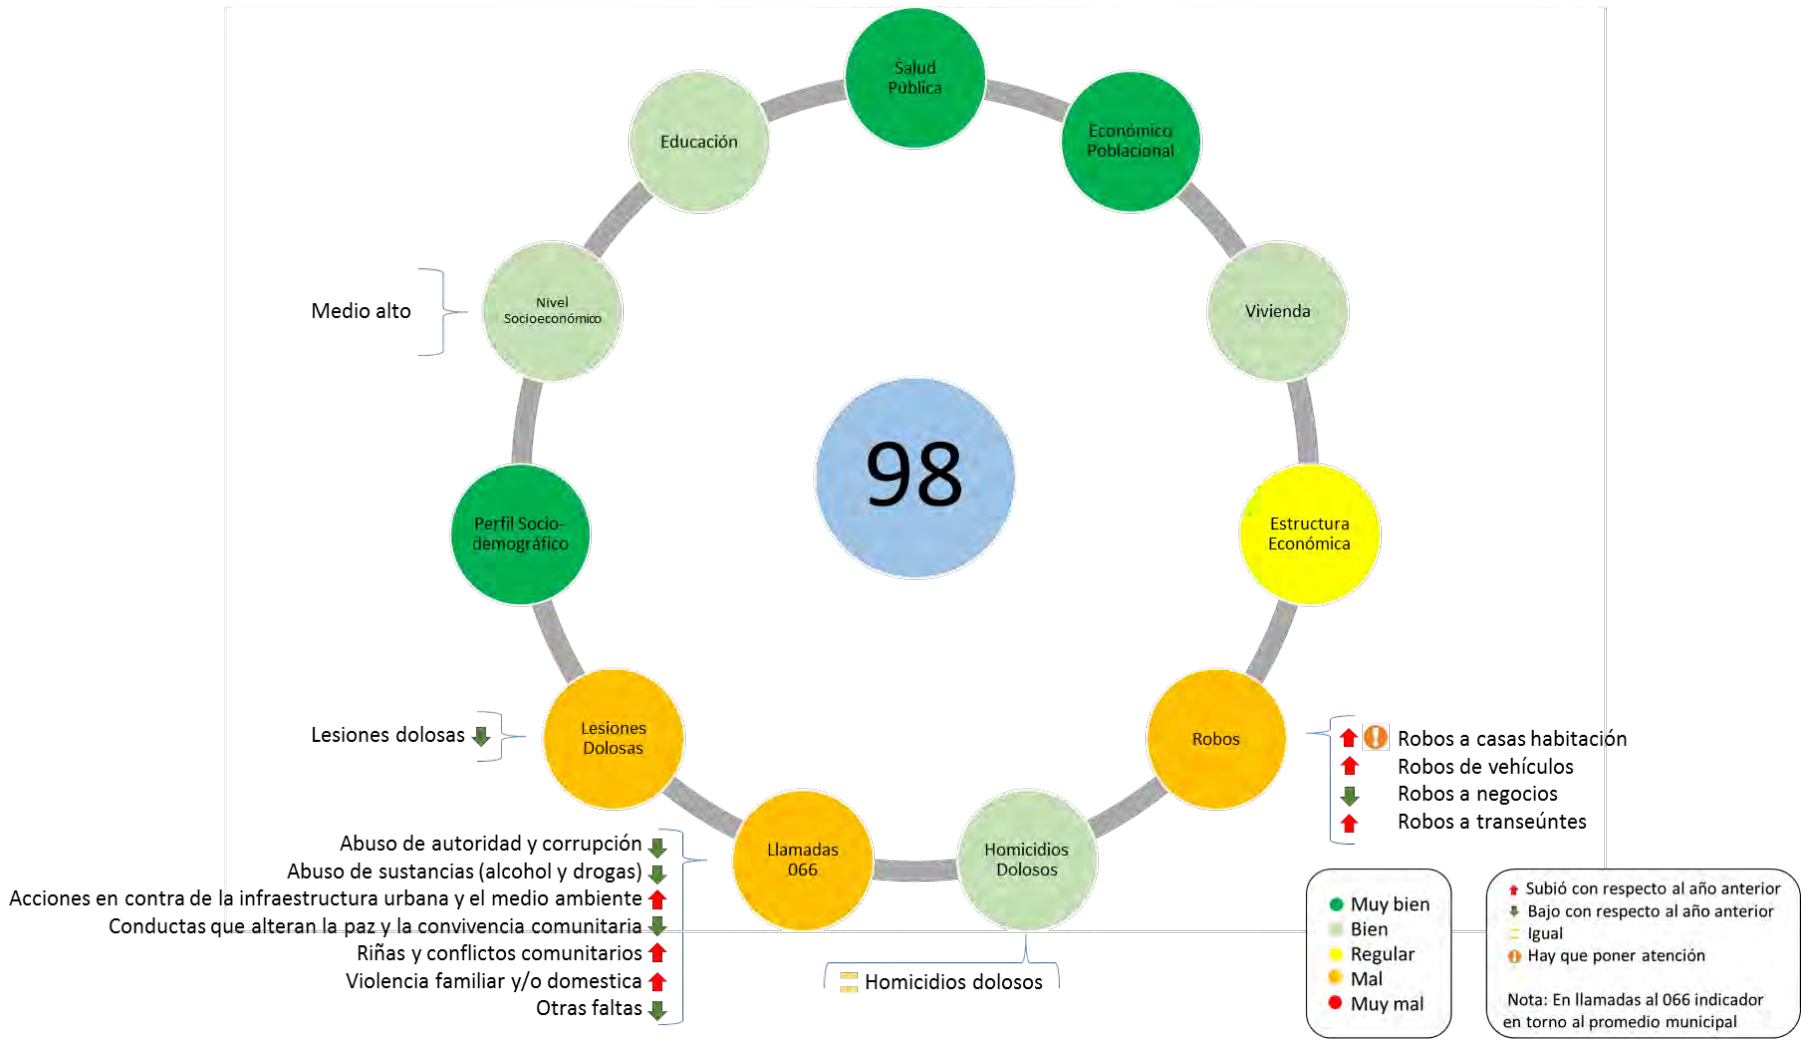 Salud
Pública
Económico
Poblacional
Educación
Vivienda
Nivel
Socioeconómico
Medio alto
98
Perfil Socio-
demográfico
Estructura
Económica
Lesiones
Dolosas
Lesiones dolosas
Robos
Robos a casas habitación
Robos de vehículos
Robos a negocios
Robos a transeúntes
Llamadas
066
Homicidios
Dolosos
Abuso de autoridad y corrupción
Abuso de sustancias (alcohol y drogas)
Acciones en contra de la infraestructura urbana y el medio ambiente
Conductas que alteran la paz y la convivencia comunitaria
Riñas y conflictos comunitarios
Violencia familiar y/o domestica
Otras faltas
Homicidios dolosos
Muy bien
Bien
Regular
Mal
Muy mal
Subió con respecto al año anterior
Bajo con respecto al año anterior
Igual
Hay que poner atención
Nota: En llamadas al 066 indicador
en torno al promedio municipal